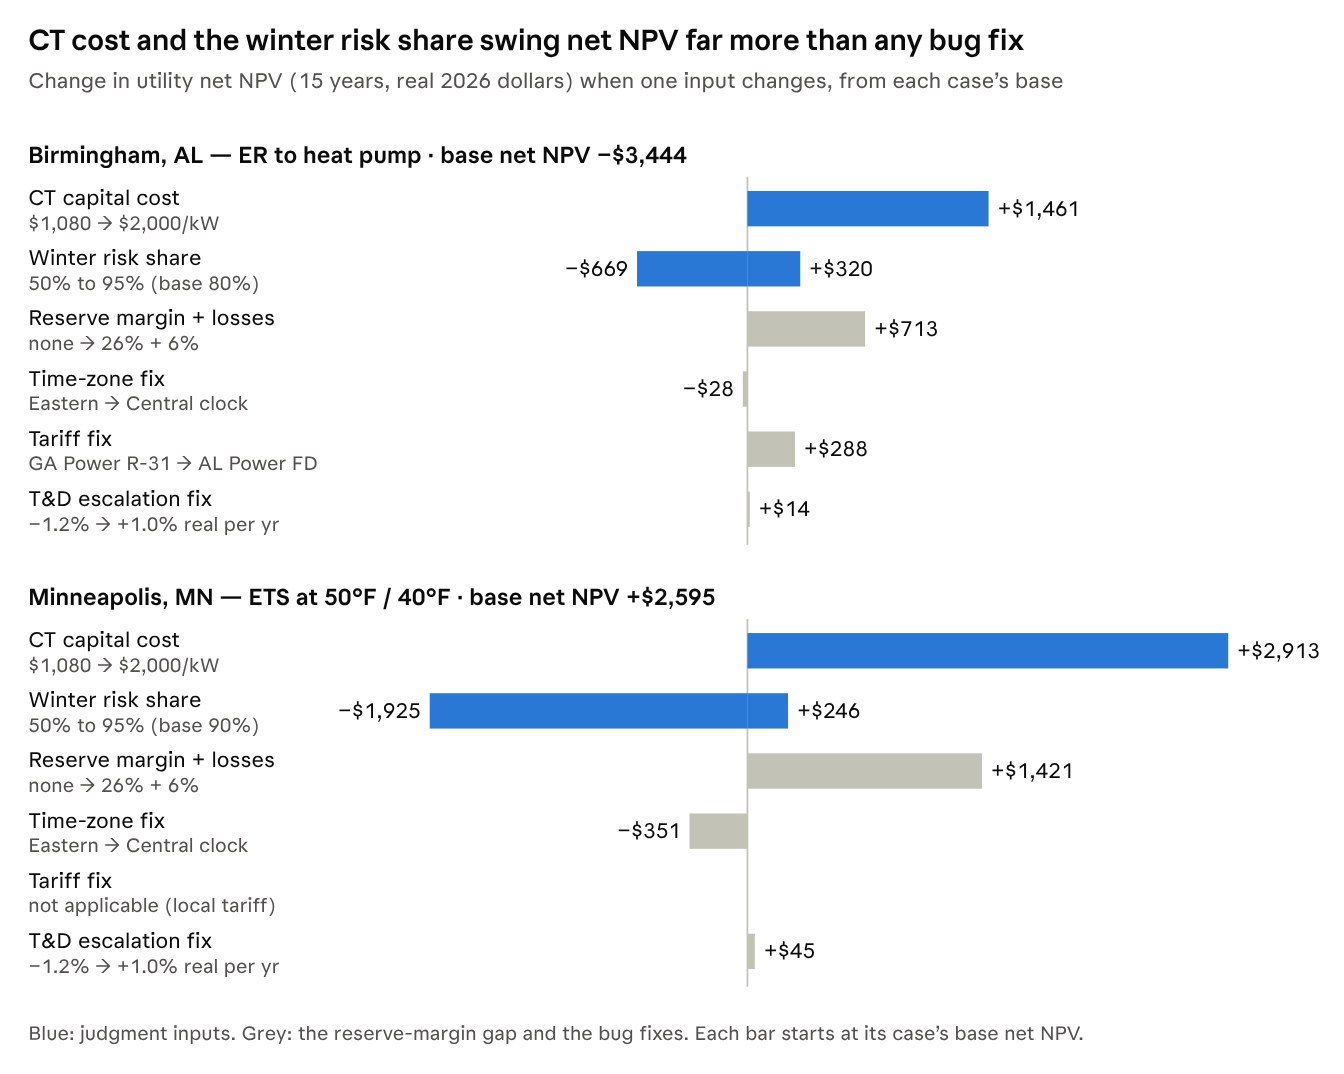 CT cost and the winter risk share swing net NPV far more than any bug fix
Change in utility net NPV (15 years, real 2026 dollars) when one input changes, from each case’s base
Birmingham, AL — ER to heat pump · base net NPV −$3,444
CT capital cost
$1,080 → $2,000/kW
+$1,461
Winter risk share
50% to 95% (base 80%)
−$669
+$320
Reserve margin + losses
none → 26% + 6%
+$713
Time-zone fix
Eastern → Central clock
−$28
Tariff fix
GA Power R-31 → AL Power FD
+$288
T&D escalation fix
−1.2% → +1.0% real per yr
+$14
Minneapolis, MN — ETS at 50°F / 40°F · base net NPV +$2,595
CT capital cost
$1,080 → $2,000/kW
+$2,913
Winter risk share
50% to 95% (base 90%)
−$1,925
+$246
Reserve margin + losses
none → 26% + 6%
+$1,421
Time-zone fix
Eastern → Central clock
−$351
Tariff fix
not applicable (local tariff)
T&D escalation fix
−1.2% → +1.0% real per yr
+$45
Blue: judgment inputs. Grey: the reserve-margin gap and the bug fixes. Each bar starts at its case’s base net NPV.